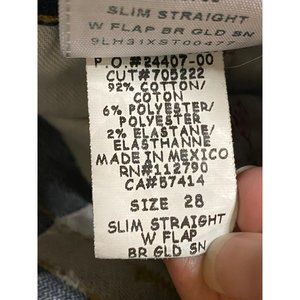 SLIM STRAIGHT
W FLAP BR GLD SN
9LH31XST00477
P.O.#24407-00
CUT#705222
92% COTTON/
COTON
6% POLYESTER/
POLYESTER
2% ELASTANE/
ELASTHANNE
MADE IN MEXICO
RN#112790
CA#57414
SIZE 28
SLIM STRAIGHT
W FLAP
BR GLD SN